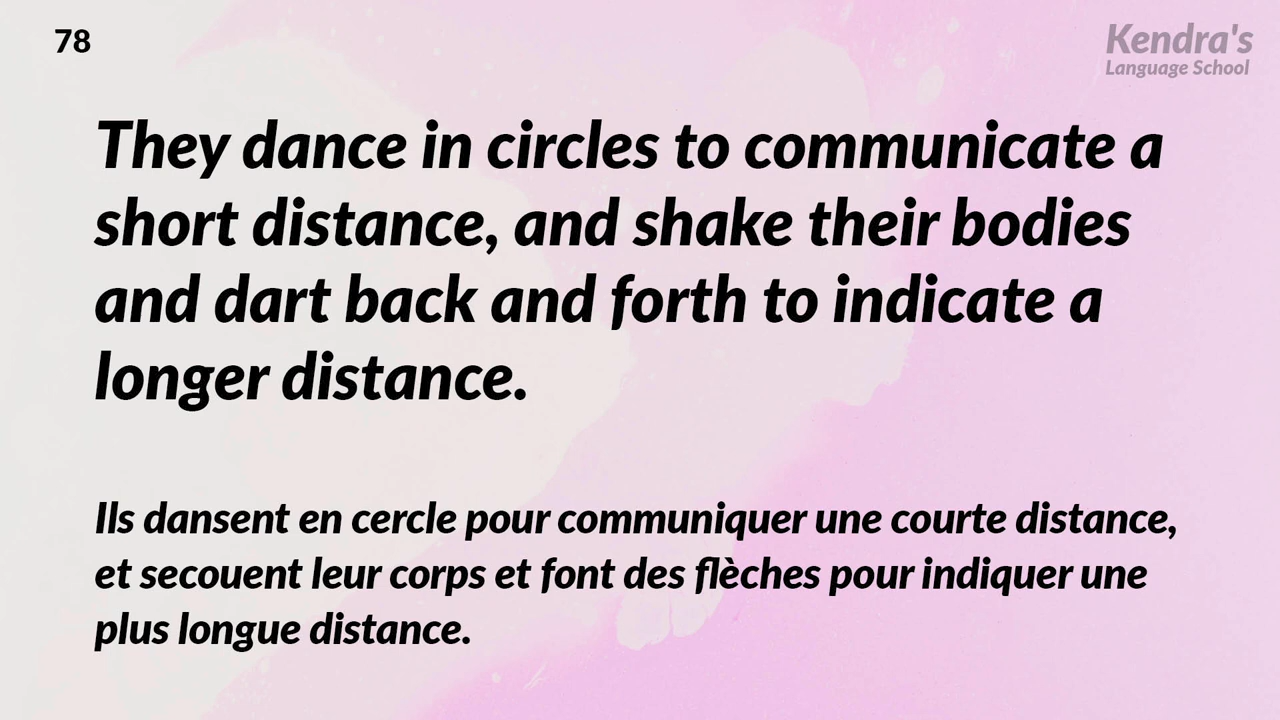 78
Kendra's
Language School
They dance in circles to communicate a
short distance, and shake their bodies
and dart back and forth to indicate a
longer distance.
Ils dansent en cercle pour communiquer une courte distance,
et secouent leur corps et font des flèches pour indiquer une
plus longue distance.